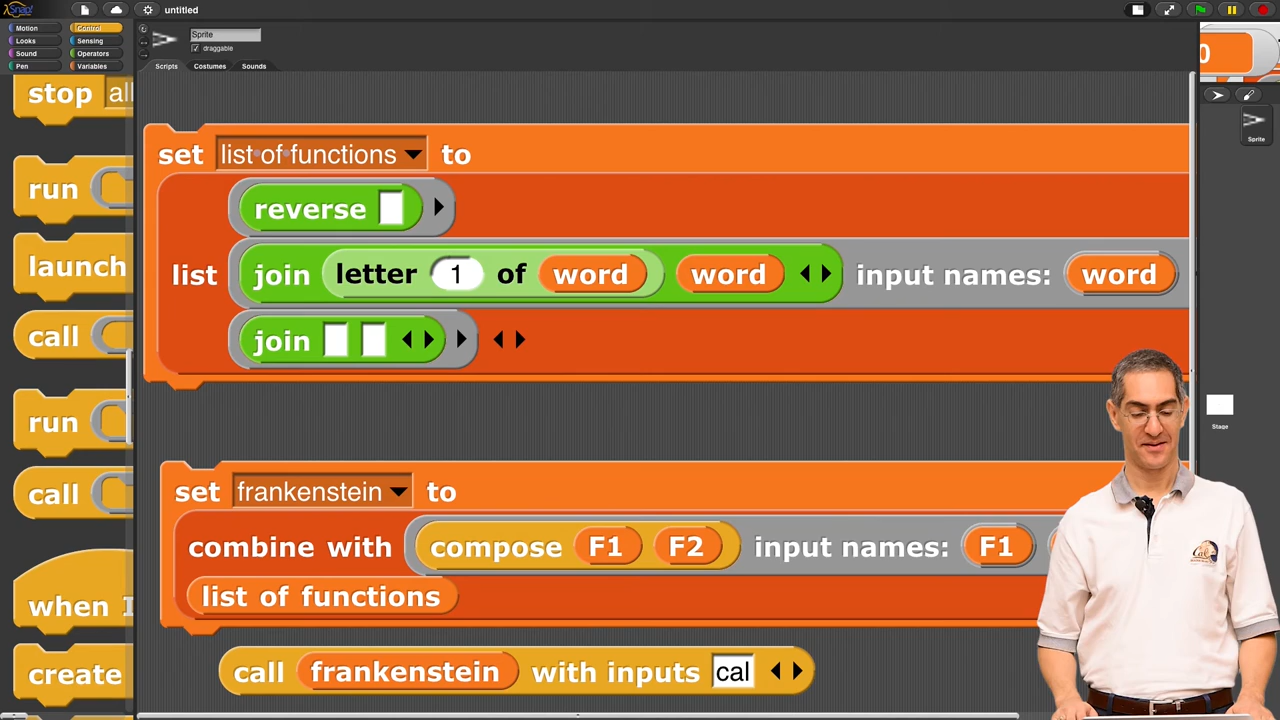 Snap!
untitled
Motion
Control
Looks
Sensing
Sound
Operators
Pen
Variables
Sprite
draggable
Scripts
Costumes
Sounds
stop all
run
launch
call
run
call
when I
create
set list of functions to
reverse
list
join letter 1 of word word input names: word
join
set frankenstein to
combine with compose F1 F2 input names: F1
list of functions
call frankenstein with inputs cal
0
Sprite
Stage
Cal